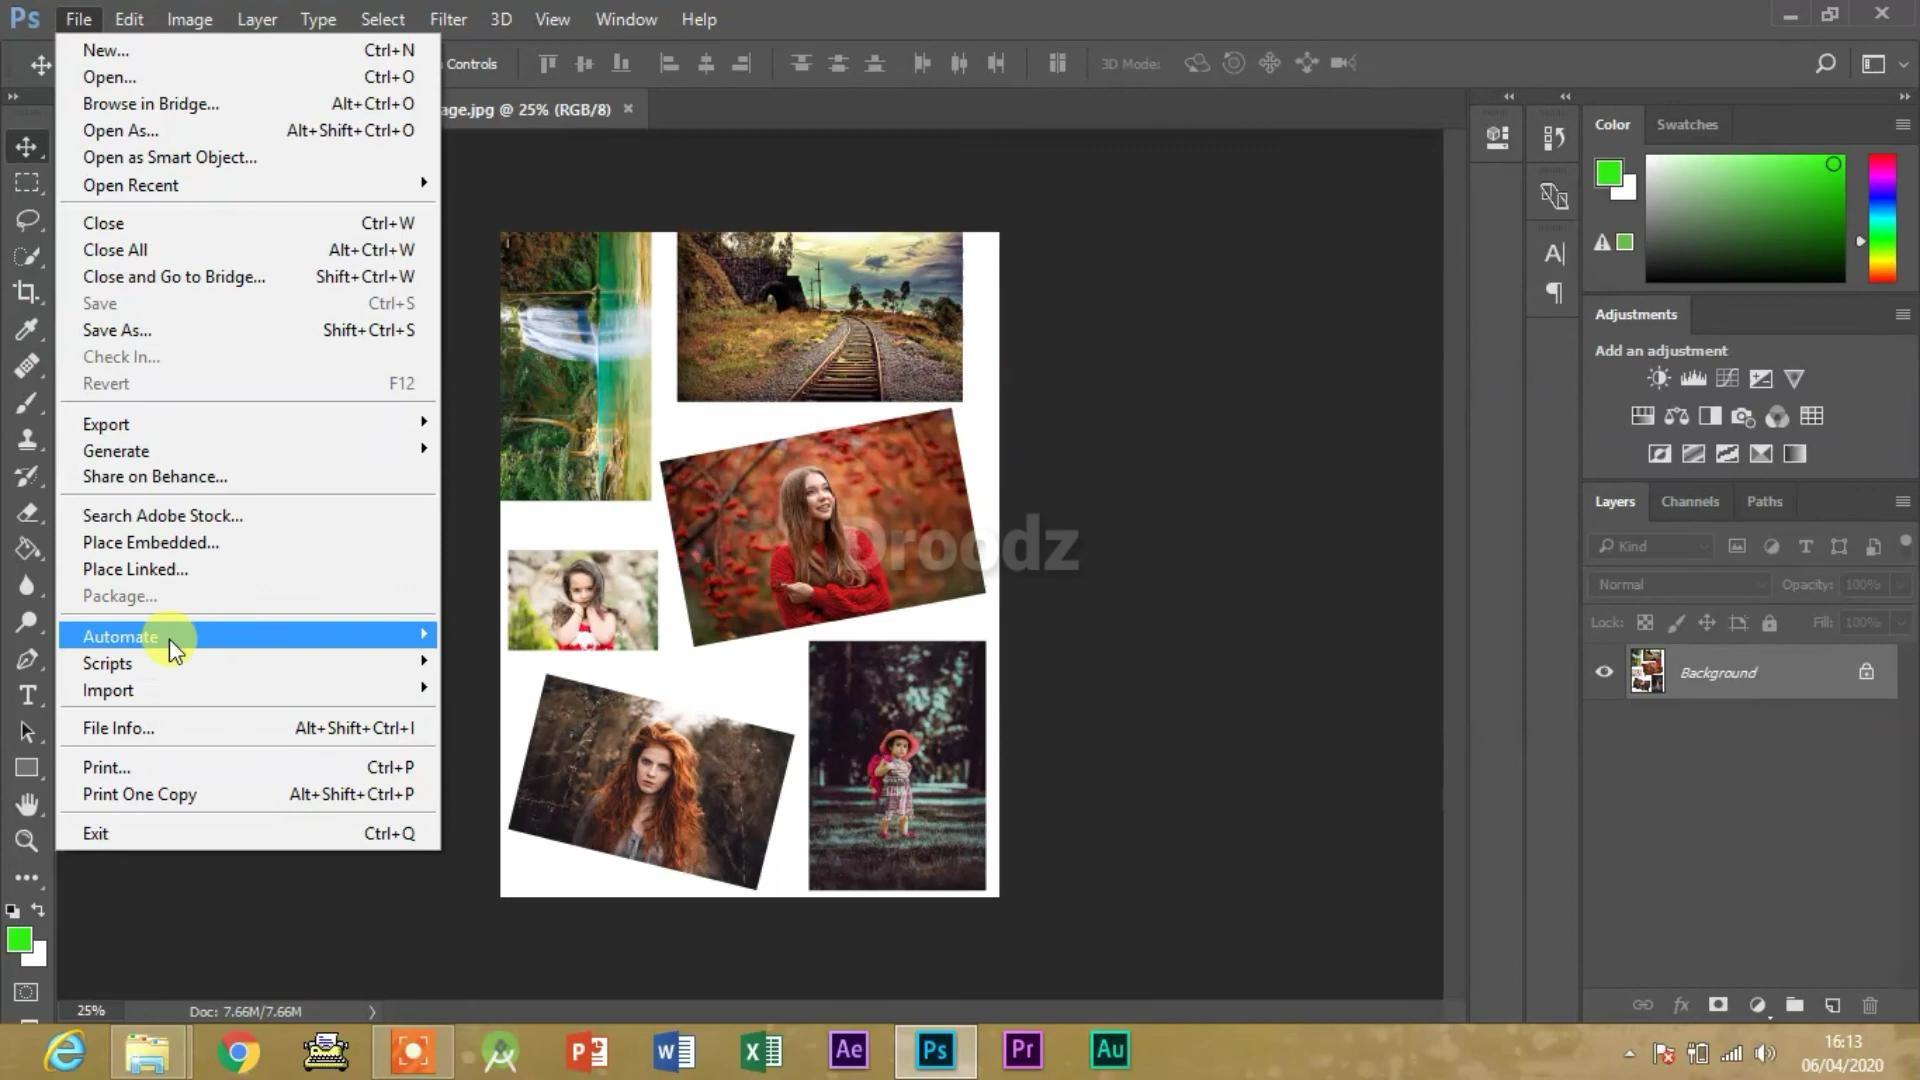 Ps File Edit Image Layer Type Select Filter 3D View Window Help
Controls 3D Mode:
age.jpg @ 25% (RGB/8)
New... Ctrl+N
Open... Ctrl+O
Browse in Bridge... Alt+Ctrl+O
Open As... Alt+Shift+Ctrl+O
Open as Smart Object...
Open Recent
Close Ctrl+W
Close All Alt+Ctrl+W
Close and Go to Bridge... Shift+Ctrl+W
Save Ctrl+S
Save As... Shift+Ctrl+S
Check In...
Revert F12
Export
Generate
Share on Behance...
Search Adobe Stock...
Place Embedded...
Place Linked...
Package...
Automate
Scripts
Import
File Info... Alt+Shift+Ctrl+I
Print... Ctrl+P
Print One Copy Alt+Shift+Ctrl+P
Exit Ctrl+Q
Droodz
Color Swatches
Adjustments
Add an adjustment
Layers Channels Paths
Kind
Normal Opacity: 100%
Lock: Fill: 100%
Background
25% Doc: 7.66M/7.66M
Ae Ps Pr Au
16:13
06/04/2020